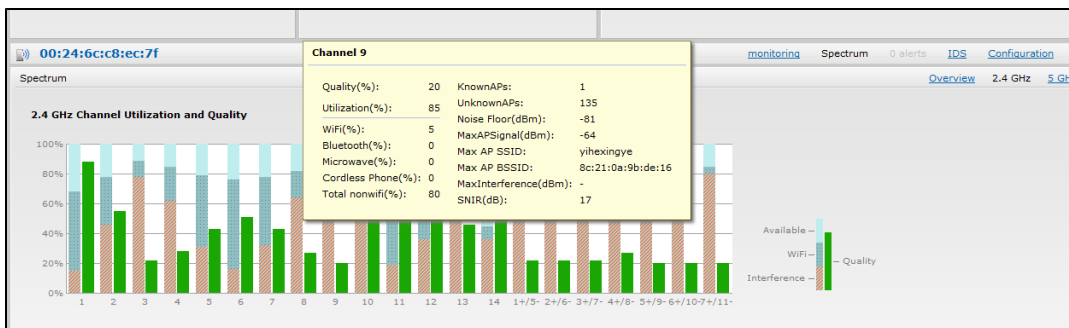 00:24:6c:c8:ec:7f
monitoring Spectrum 0 alerts IDS Configuration
Spectrum
Overview 2.4 GHz 5 GH
Channel 9
Quality(%): 20 KnownAPs: 1
Utilization(%): 85 UnknownAPs: 135
Noise Floor(dBm): -81
WiFi(%): 5 MaxAPSignal(dBm): -64
Bluetooth(%): 0 Max AP SSID: yihexingye
Microwave(%): 0 Max AP BSSID: 8c:21:0a:9b:de:16
Cordless Phone(%): 0 MaxInterference(dBm): -
Total nonwifi(%): 80 SNIR(dB): 17
2.4 GHz Channel Utilization and Quality
100%
80%
60%
40%
20%
0%
1 2 3 4 5 6 7 8 9 10 11 12 13 14 1+/5- 2+/6- 3+/7- 4+/8- 5+/9- 6+/10- 7+/11-
Available
WiFi
Quality
Interference